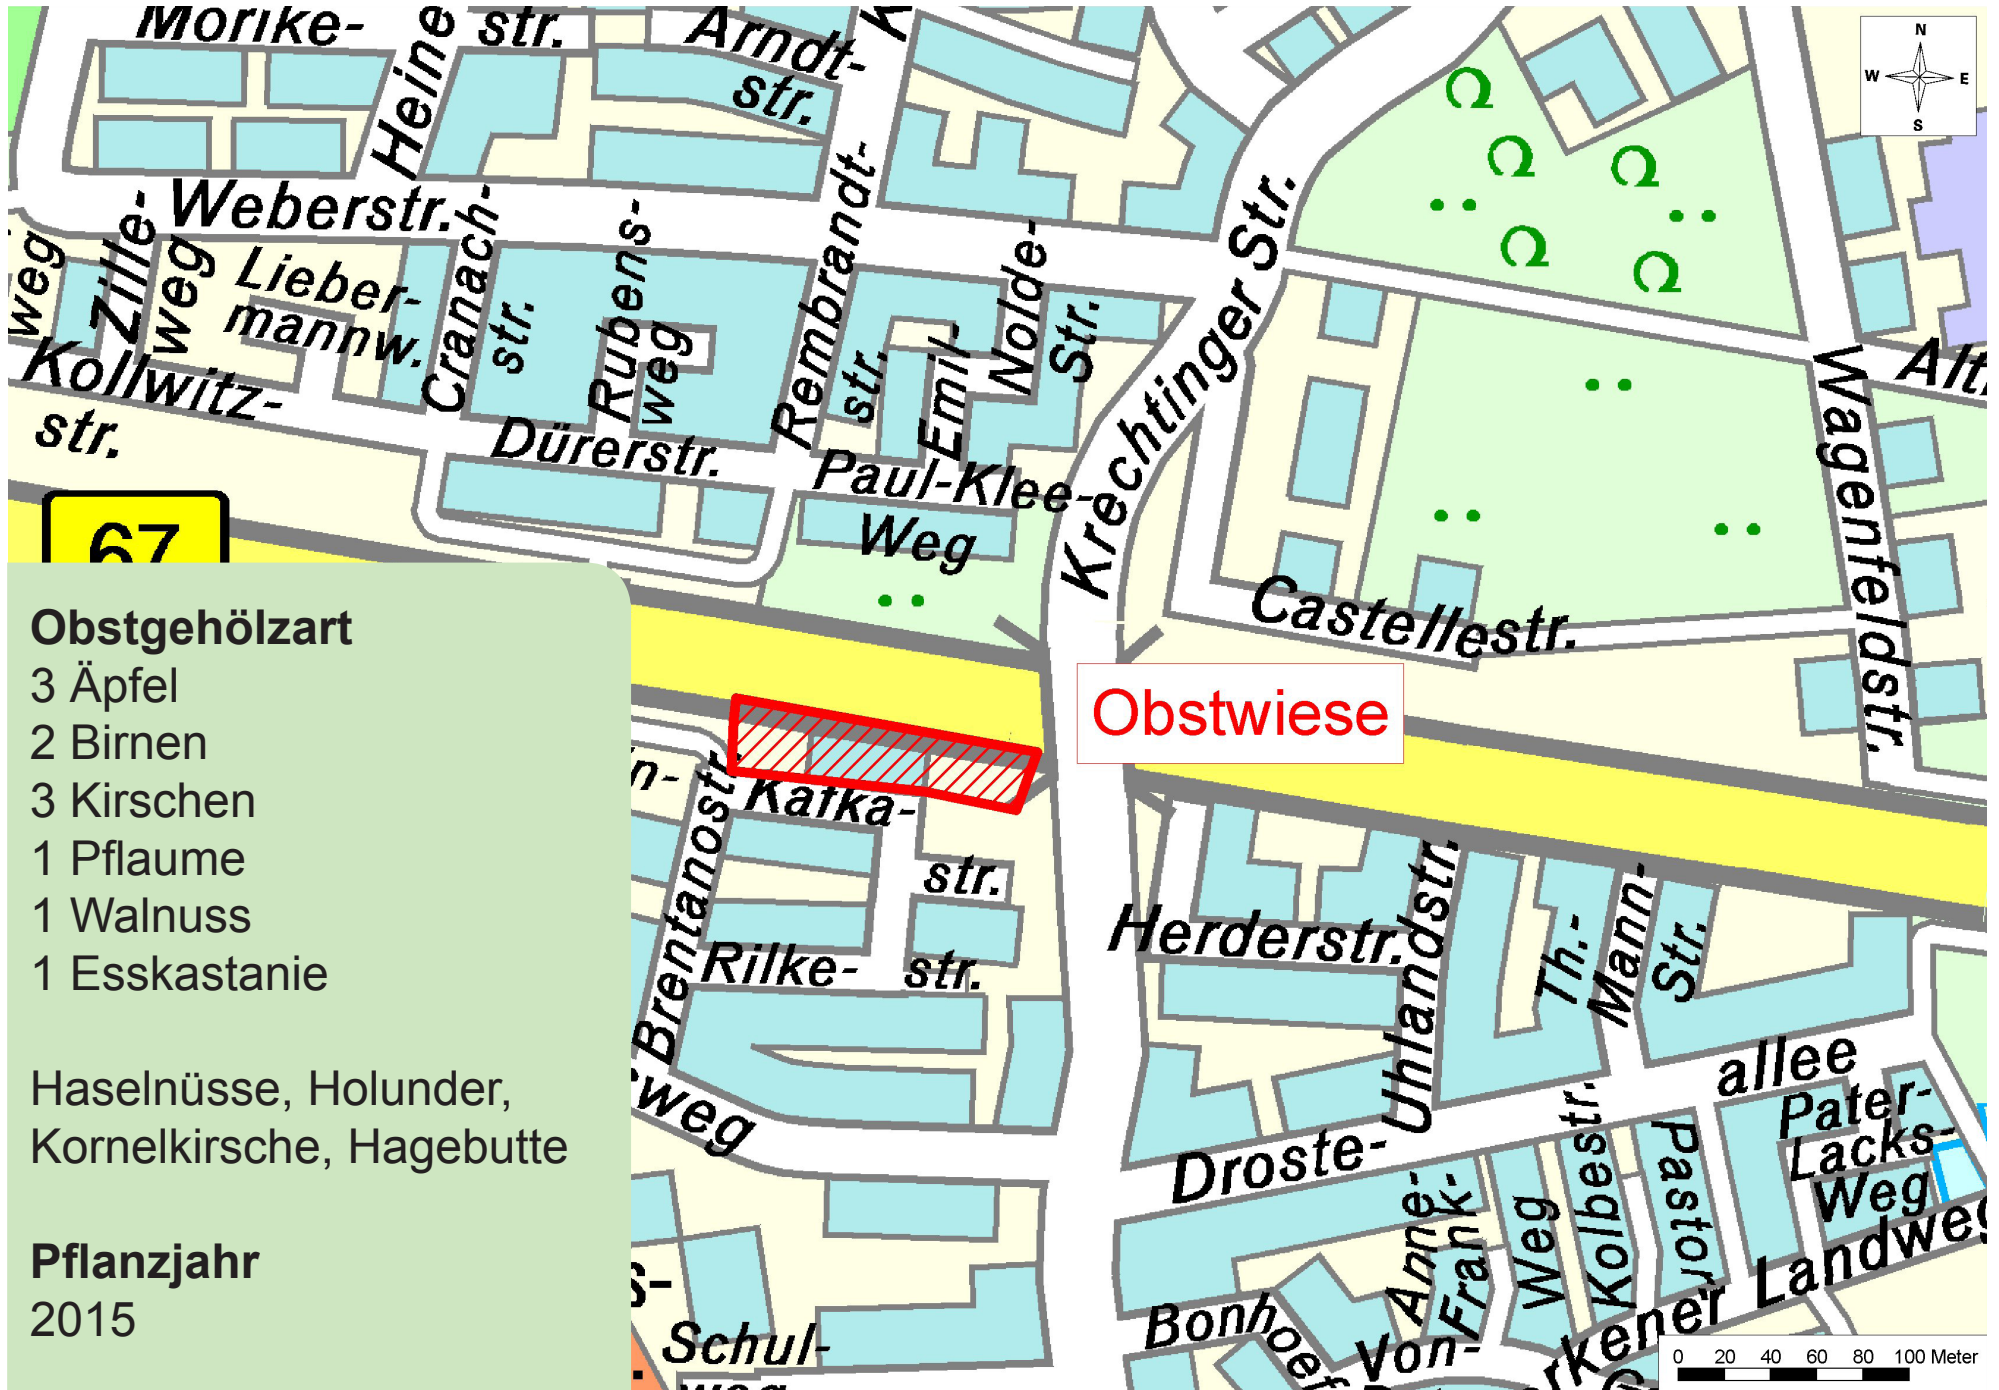 Mörike-
str.
Heine
Arndt-
str.
K
N
W E
S
Weberstr.
Zille-
weg
weg
Lieber-
mannw.
Cranach-
str.
Rubens-
weg
Rembrandt-
str.
Emil-
Nolde-
Str.
Krechtinger Str.
Kollwitz-
str.
Dürerstr.
Paul-Klee-
Weg
Wagenfeldstr.
Castellestr.
67
Obstwiese
Obstgehölzart
3 Äpfel
2 Birnen
3 Kirschen
1 Pflaume
1 Walnuss
1 Esskastanie
Haselnüsse, Holunder,
Kornelkirsche, Hagebutte
Pflanzjahr
2015
n-
Kafka-
str.
Brentanostr.
Rilke-
str.
weg
Herderstr.
Uhlandstr.
Th.-
Mann-
Str.
Droste-
allee
Pater-
Lacks-
Weg
Anne-
Frank-
Weg
Kolbestr.
Pastor
rkener Landweg
Bonhoef
Von-
s-
Schul-
weg
0 20 40 60 80 100 Meter